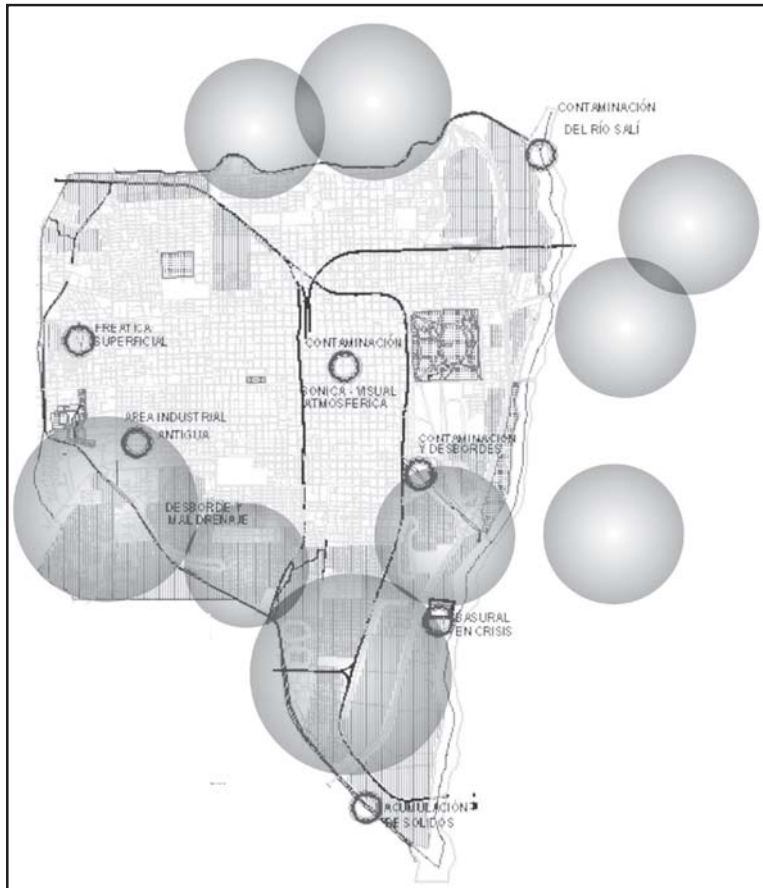 CONTAMINACIÓN
DEL RÍO SALÍ
FREATICA
SUPERFICIAL
CONTAMINACIÓN
SONICA - VISUAL
ATMOSFERICA
AREA INDUSTRIAL
ANTIGUA
CONTAMINACIÓN
Y DESBORDES
DESBORDE Y
MAL DRENAJE
BASURAL
EN CRISIS
ACUMULACIÓN
DE SOLIDOS